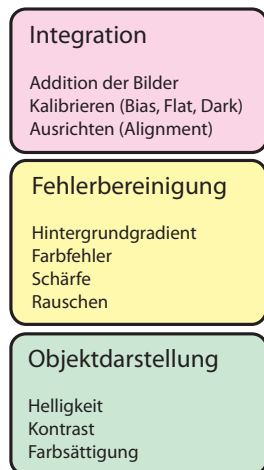 Integration
Addition der Bilder
Kalibrieren (Bias, Flat, Dark)
Ausrichten (Alignment)
Fehlerbereinigung
Hintergrundgradient
Farbfehler
Schärfe
Rauschen
Objektdarstellung
Helligkeit
Kontrast
Farbsättigung